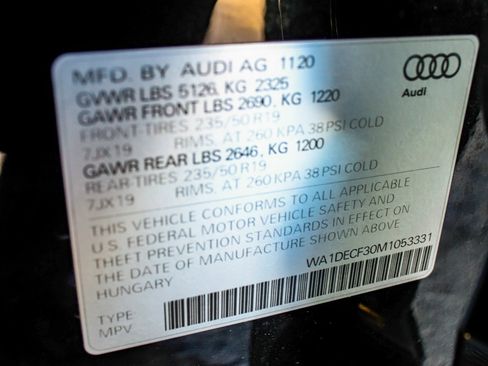 MFD. BY AUDI AG 1120
GVWR LBS 5126, KG 2325
GAWR FRONT LBS 2690, KG 1220
FRONT-TIRES 235/50 R19
7JX19 RIMS, AT 260 KPA 38 PSI COLD
GAWR REAR LBS 2646, KG 1200
REAR-TIRES 235/50 R19
7JX19 RIMS, AT 260 KPA 38 PSI COLD
THIS VEHICLE CONFORMS TO ALL APPLICABLE
U.S. FEDERAL MOTOR VEHICLE SAFETY AND
THEFT PREVENTION STANDARDS IN EFFECT ON
THE DATE OF MANUFACTURE SHOWN ABOVE.
HUNGARY
WA1DECF30M1053331
TYPE:
MPV
Audi